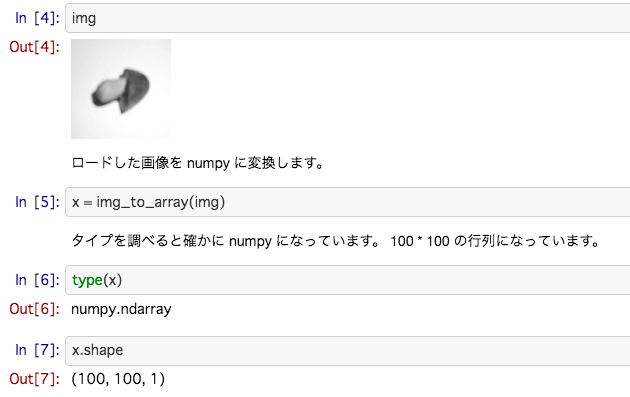 In [4]: img
Out[4]:
ロードした画像を numpy に変換します。
In [5]: x = img_to_array(img)
タイプを調べると確かに numpy になっています。 100 * 100 の行列になっています。
In [6]: type(x)
Out[6]: numpy.ndarray
In [7]: x.shape
Out[7]: (100, 100, 1)